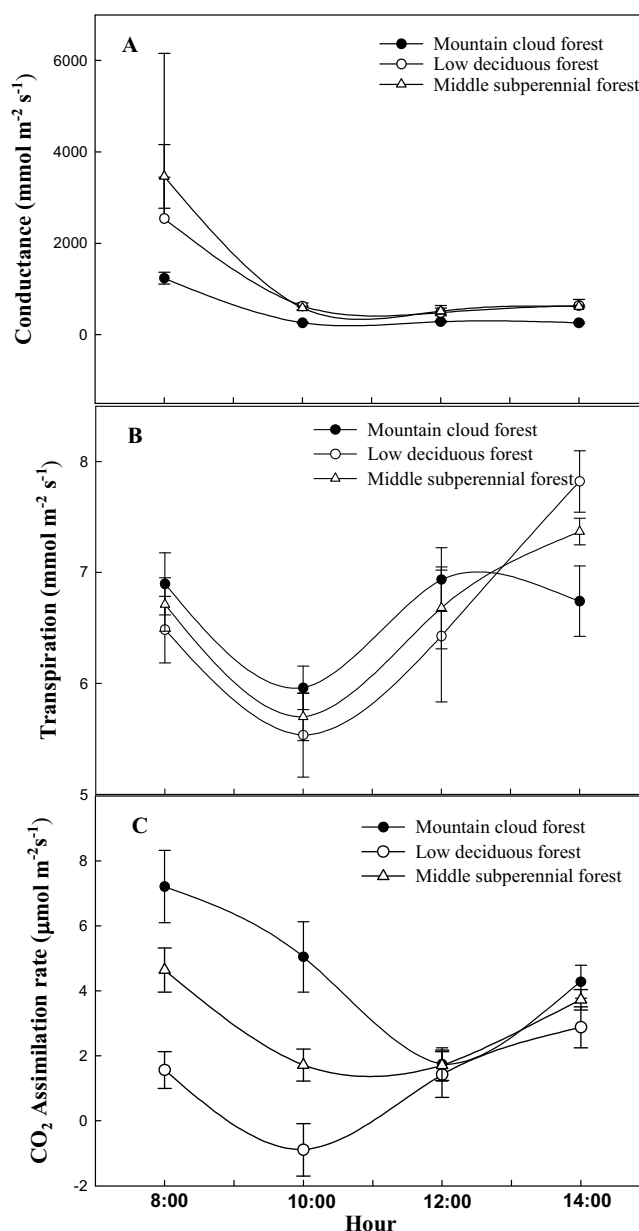 A
Mountain cloud forest
Low deciduous forest
Middle subperennial forest
6000
4000
2000
0
Conductance (mmol m⁻² s⁻¹)
B
Mountain cloud forest
Low deciduous forest
Middle subperennial forest
8
7
6
5
Transpiration (mmol m⁻² s⁻¹)
C
Mountain cloud forest
Low deciduous forest
Middle subperennial forest
8
6
4
2
0
-2
CO₂ Assimilation rate (μmol m⁻²s⁻¹)
8:00 10:00 12:00 14:00
Hour